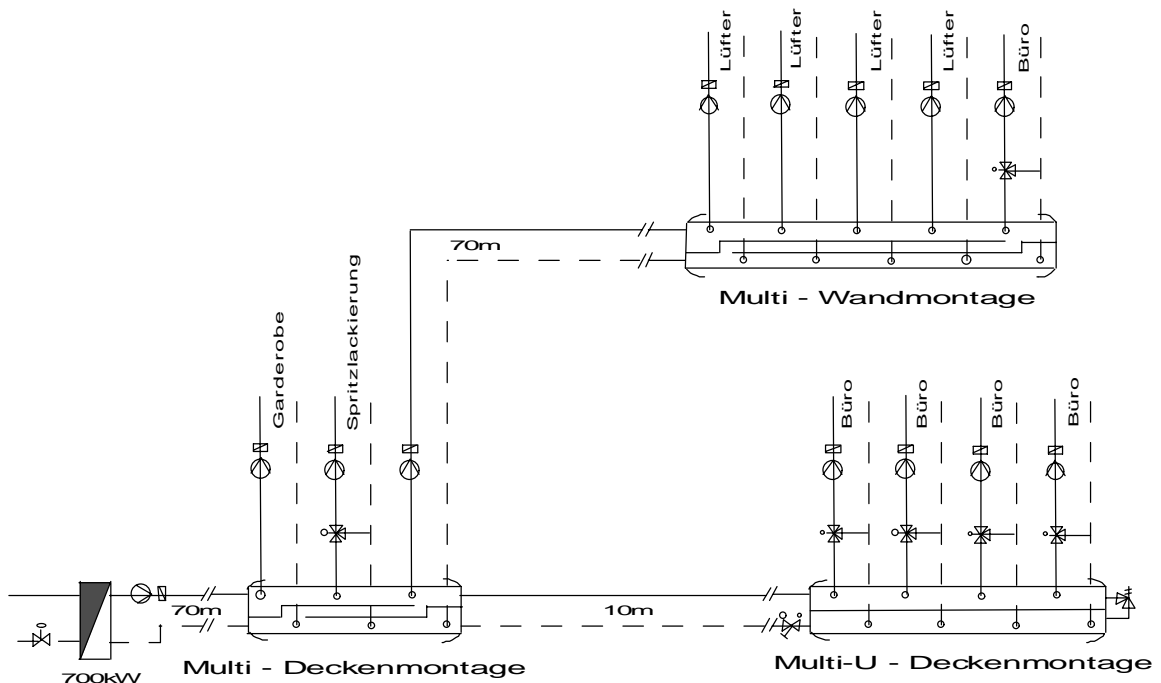 Lüfter
Lüfter
Lüfter
Lüfter
Büro
70m
Multi - Wandmontage
Garderobe
Spritzlackierung
Büro
Büro
Büro
Büro
70m
10m
Multi - Deckenmontage
Multi-U - Deckenmontage
700kW